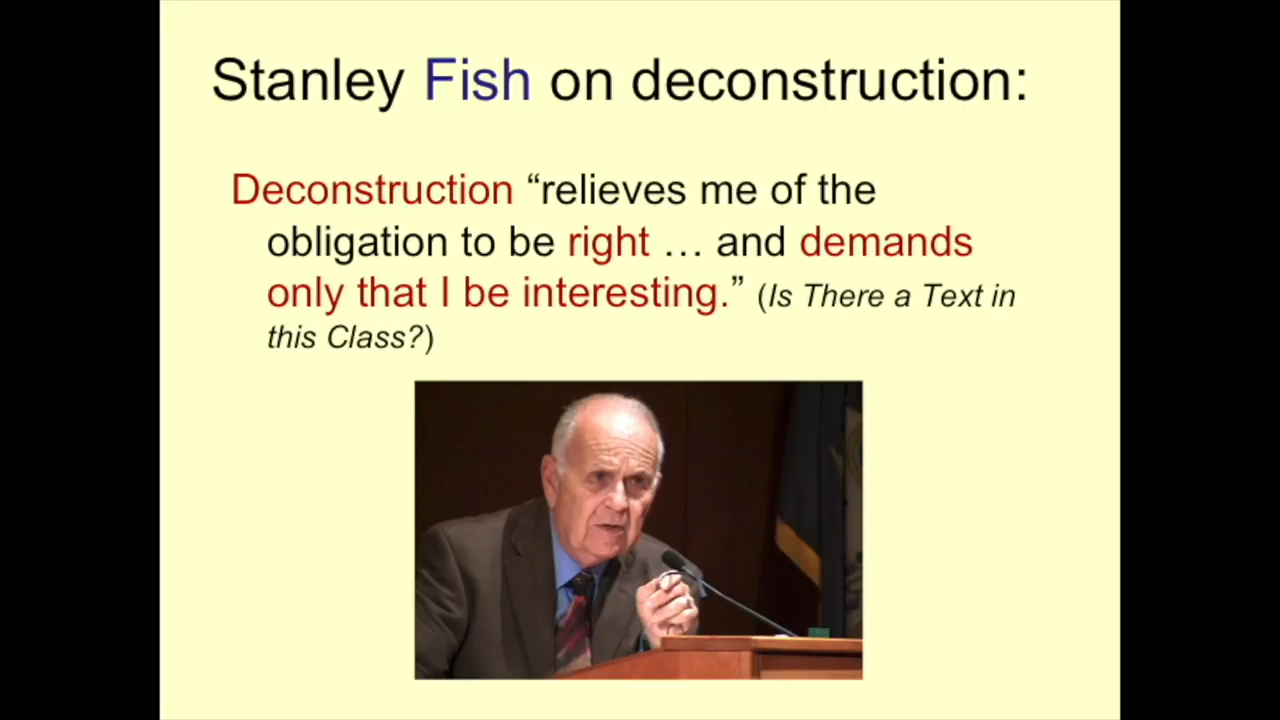 Stanley Fish on deconstruction:
Deconstruction “relieves me of the
obligation to be right … and demands
only that I be interesting.” (Is There a Text in
this Class?)